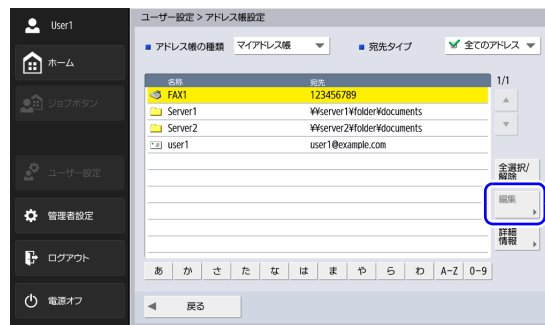 User1
ホーム
ジョブボタン
ユーザー設定
管理者設定
ログアウト
電源オフ
ユーザー設定 > アドレス帳設定
アドレス帳の種類 マイアドレス帳 宛先タイプ 全てのアドレス
名称 宛先
FAX1 123456789
Server1 ¥¥server1¥folder¥documents
Server2 ¥¥server2¥folder¥documents
user1 user1@example.com
1/1
全選択/
解除
編集
詳細
情報
あ か さ た な は ま や ら わ A-Z 0-9
戻る